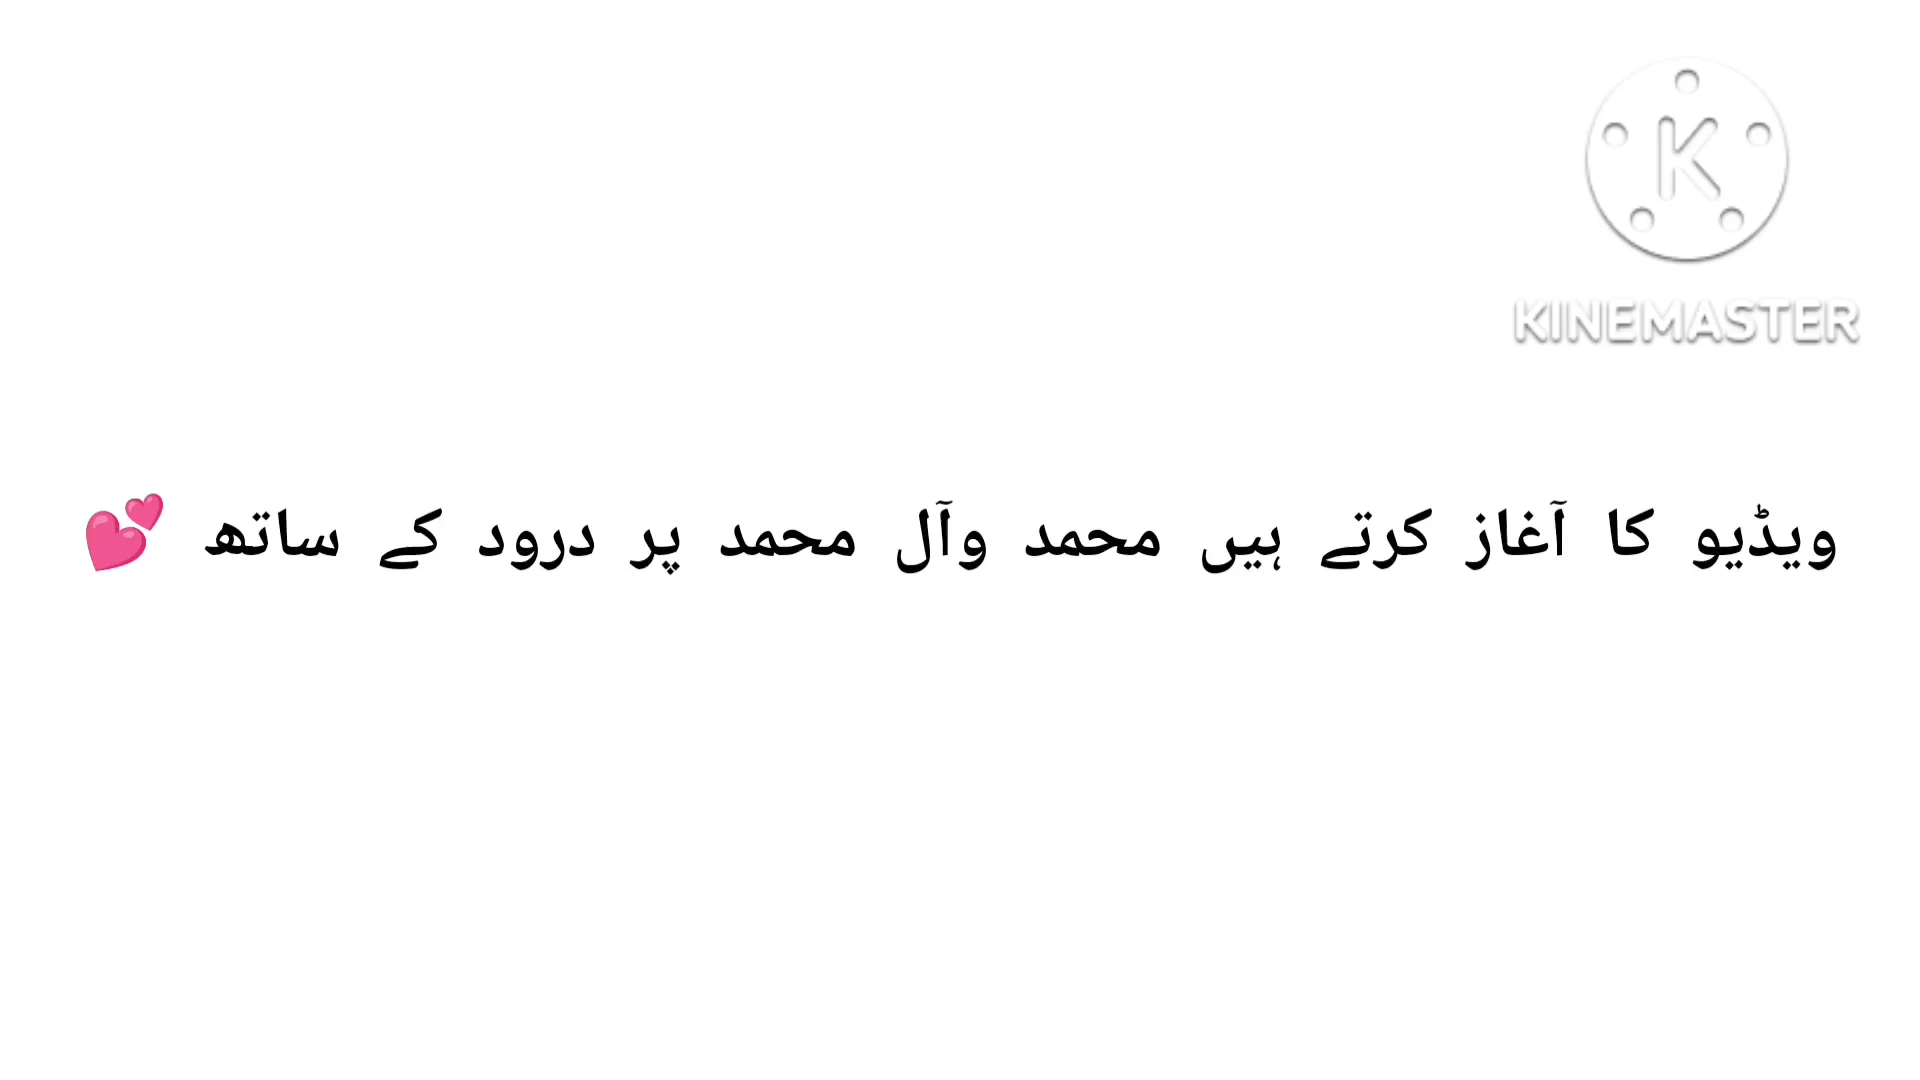 KINEMASTER
ویڈیو کا آغاز کرتے ہیں محمد وآل محمد پر درود کے ساتھ 💕